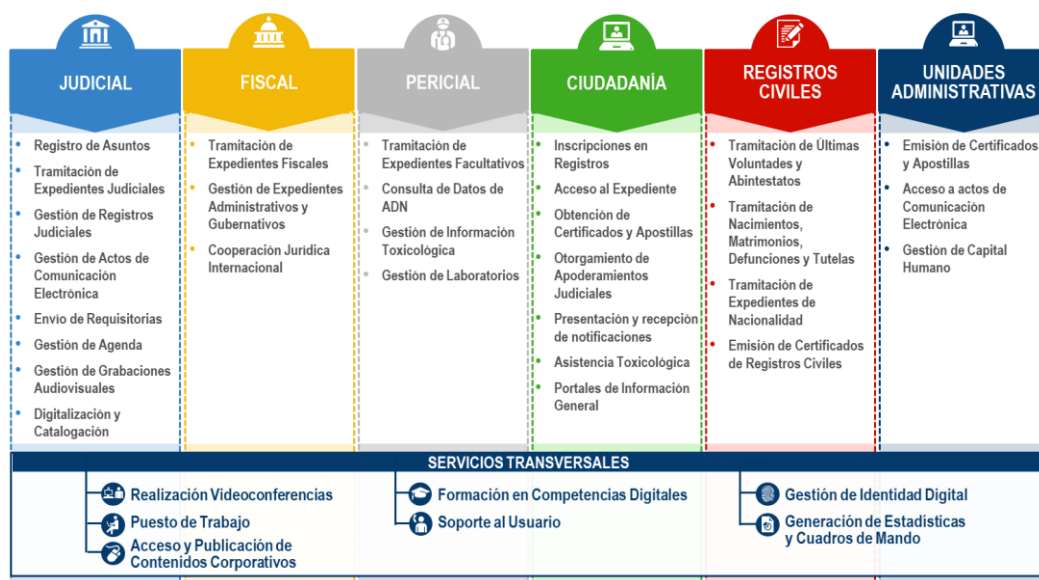 JUDICIAL
Registro de Asuntos
Tramitación de
Expedientes Judiciales
Gestión de Registros
Judiciales
Gestión de Actos de
Comunicación
Electrónica
Envío de Requisitorias
Gestión de Agenda
Gestión de Grabaciones
Audiovisuales
Digitalización y
Catalogación
FISCAL
Tramitación de
Expedientes Fiscales
Gestión de Expedientes
Administrativos y
Gubernativos
Cooperación Jurídica
Internacional
PERICIAL
Tramitación de
Expedientes Facultativos
Consulta de Datos de
ADN
Gestión de Información
Toxicológica
Gestión de Laboratorios
CIUDADANÍA
Inscripciones en
Registros
Acceso al Expediente
Obtención de
Certificados y Apostillas
Otorgamiento de
Apoderamientos
Judiciales
Presentación y recepción
de notificaciones
Asistencia Toxicológica
Portales de Información
General
REGISTROS
CIVILES
Tramitación de Últimas
Voluntades y
Abintestatos
Tramitación de
Nacimientos,
Matrimonios,
Defunciones y Tutelas
Tramitación de
Expedientes de
Nacionalidad
Emisión de Certificados
de Registros Civiles
UNIDADES
ADMINISTRATIVAS
Emisión de Certificados
y Apostillas
Acceso a actos de
Comunicación
Electrónica
Gestión de Capital
Humano
SERVICIOS TRANSVERSALES
Realización Videoconferencias
Puesto de Trabajo
Acceso y Publicación de
Contenidos Corporativos
Formación en Competencias Digitales
Soporte al Usuario
Gestión de Identidad Digital
Generación de Estadísticas
y Cuadros de Mando